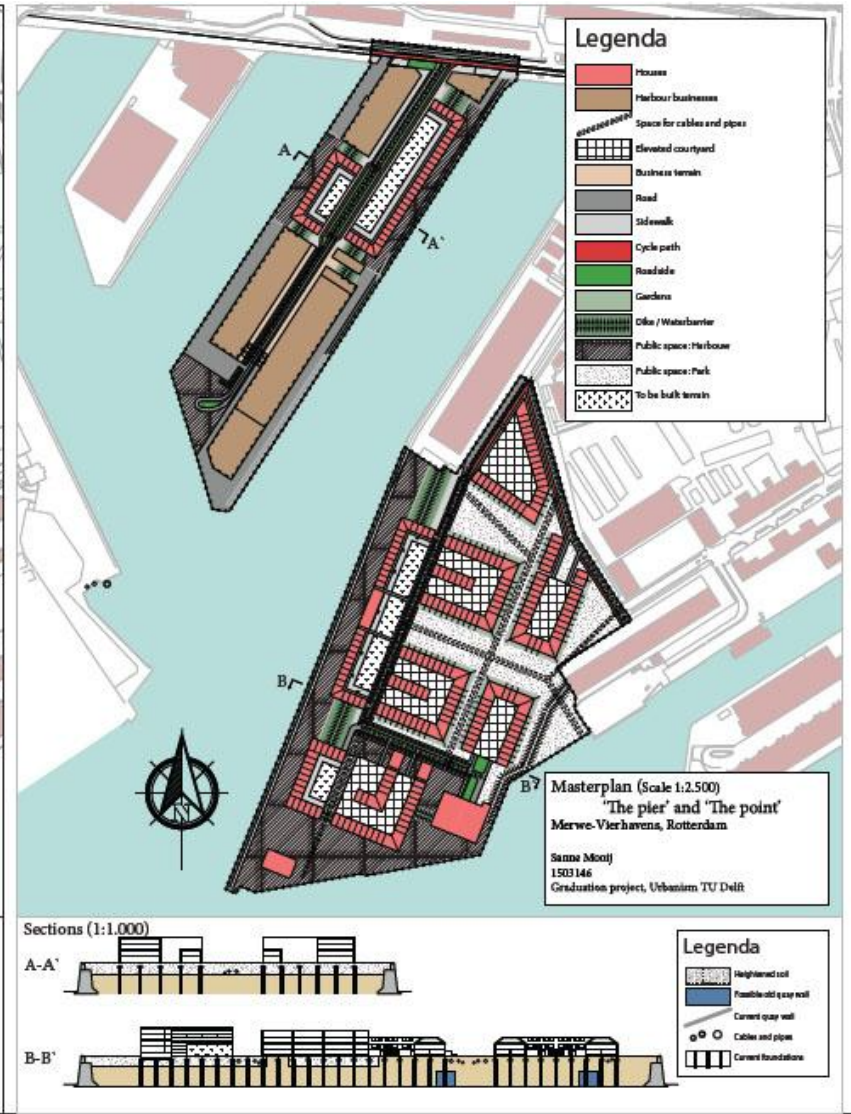 Legenda
Houses
Harbour businesses
Space for cables and pipes
Elevated courtyard
Business terrain
Road
Sidewalk
Cycle path
Roadside
Gardens
Dike / Waterbarrier
Public space: Harbour
Public space: Park
To be built terrain
A
A`
B
B`
N
Masterplan (Scale 1:2.500)
'The pier' and 'The point'
Merwe-Vierhavens, Rotterdam
Sanne Mooij
1503146
Graduation project, Urbanism TU Delft
Sections (1:1.000)
A-A`
B-B`
Legenda
Heightened soil
Possible old quay wall
Current quay wall
Cables and pipes
Current foundations